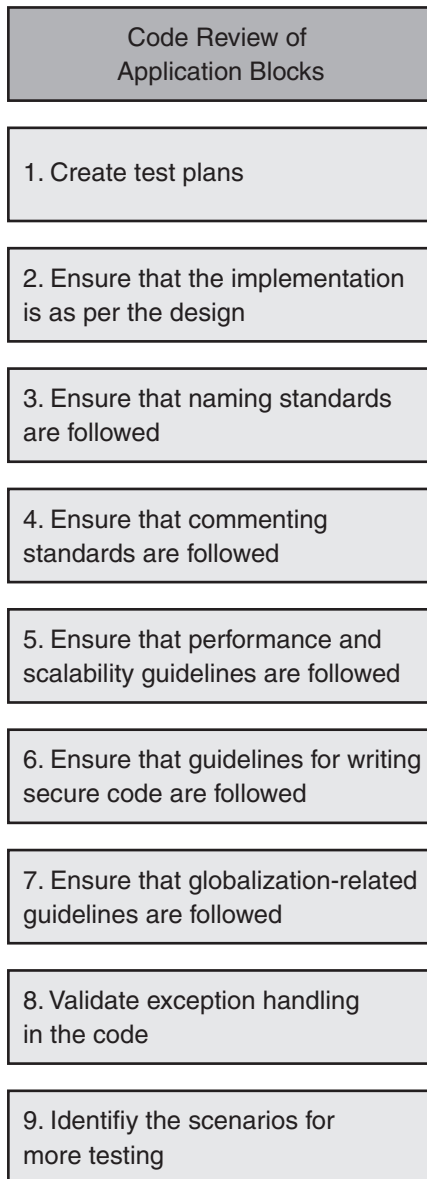 Code Review of
Application Blocks
1. Create test plans
2. Ensure that the implementation
is as per the design
3. Ensure that naming standards
are followed
4. Ensure that commenting
standards are followed
5. Ensure that performance and
scalability guidelines are followed
6. Ensure that guidelines for writing
secure code are followed
7. Ensure that globalization-related
guidelines are followed
8. Validate exception handling
in the code
9. Identifiy the scenarios for
more testing